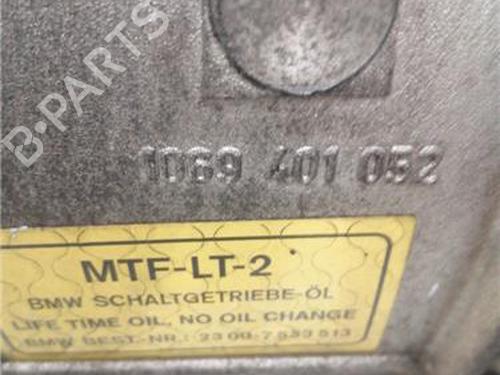 B-PARTS
1069 401 052
MTF-LT-2
BMW SCHALTGETRIEBE-ÖL
LIFE TIME OIL, NO OIL CHANGE
BMW BEST.-NR.: 23 00-7 533 513